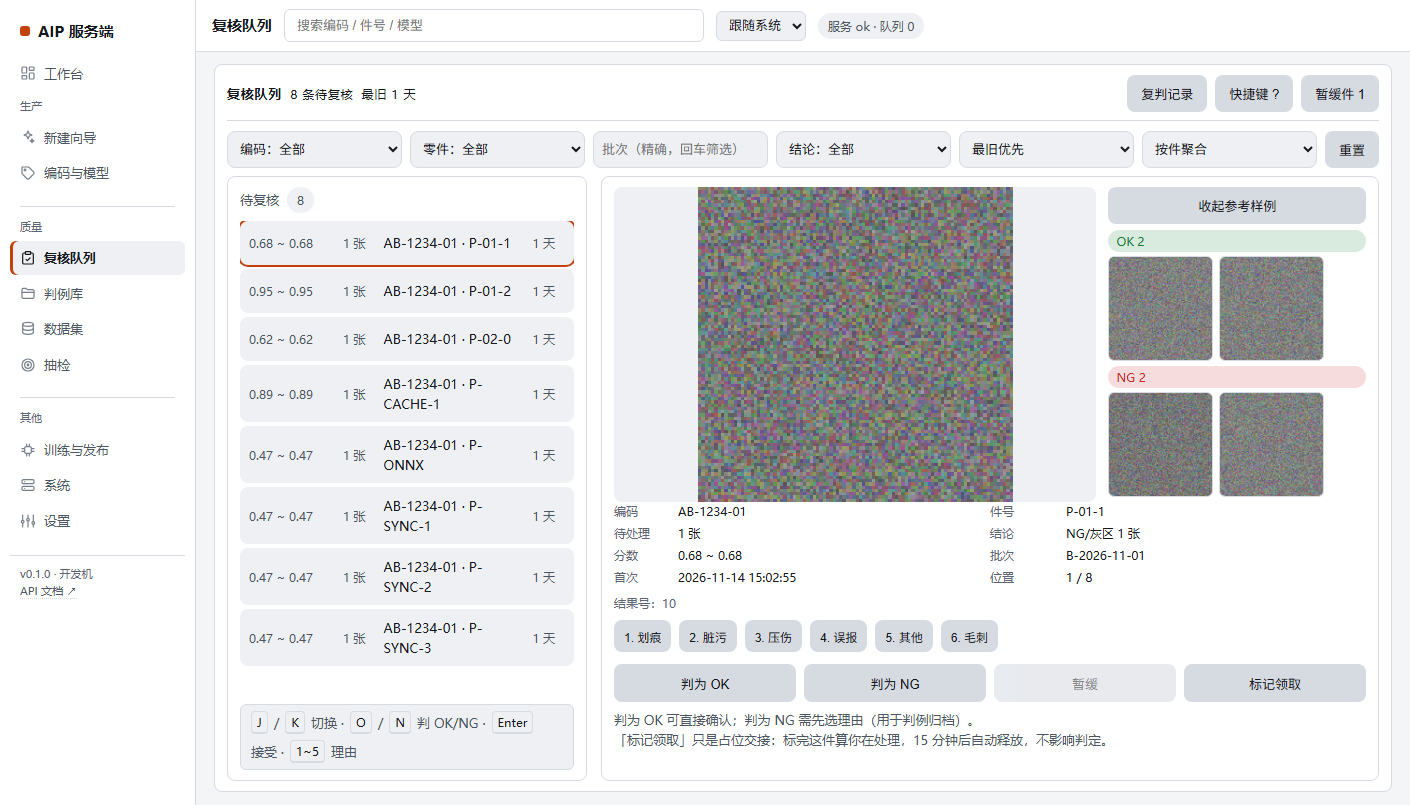 AIP 服务端
工作台
生产
新建向导
编码与模型
质量
复核队列
判例库
数据集
抽检
其他
训练与发布
系统
设置
v0.1.0 · 开发机
API 文档 ↗
复核队列
搜索编码 / 件号 / 模型
跟随系统
服务 ok · 队列 0
复核队列 8 条待复核 最旧 1 天
复判记录
快捷键 ?
暂缓件 1
编码：全部
零件：全部
批次（精确，回车筛选）
结论：全部
最旧优先
按件聚合
重置
待复核 8
0.68 ~ 0.68 1 张 AB-1234-01 · P-01-1 1 天
0.95 ~ 0.95 1 张 AB-1234-01 · P-01-2 1 天
0.62 ~ 0.62 1 张 AB-1234-01 · P-02-0 1 天
0.89 ~ 0.89 1 张 AB-1234-01 · P-CACHE-1 1 天
0.47 ~ 0.47 1 张 AB-1234-01 · P-ONNX 1 天
0.47 ~ 0.47 1 张 AB-1234-01 · P-SYNC-1 1 天
0.47 ~ 0.47 1 张 AB-1234-01 · P-SYNC-2 1 天
0.47 ~ 0.47 1 张 AB-1234-01 · P-SYNC-3 1 天
J / K 切换 · O / N 判 OK/NG · Enter
接受 · 1~5 理由
收起参考样例
OK 2
NG 2
编码 AB-1234-01 件号 P-01-1
待处理 1 张 结论 NG/灰区 1 张
分数 0.68 ~ 0.68 批次 B-2026-11-01
首次 2026-11-14 15:02:55 位置 1 / 8
结果号：10
1. 划痕
2. 脏污
3. 压伤
4. 误报
5. 其他
6. 毛刺
判为 OK
判为 NG
暂缓
标记领取
判为 OK 可直接确认；判为 NG 需先选理由（用于判例归档）。
「标记领取」只是占位交接：标完这件算你在处理，15 分钟后自动释放，不影响判定。